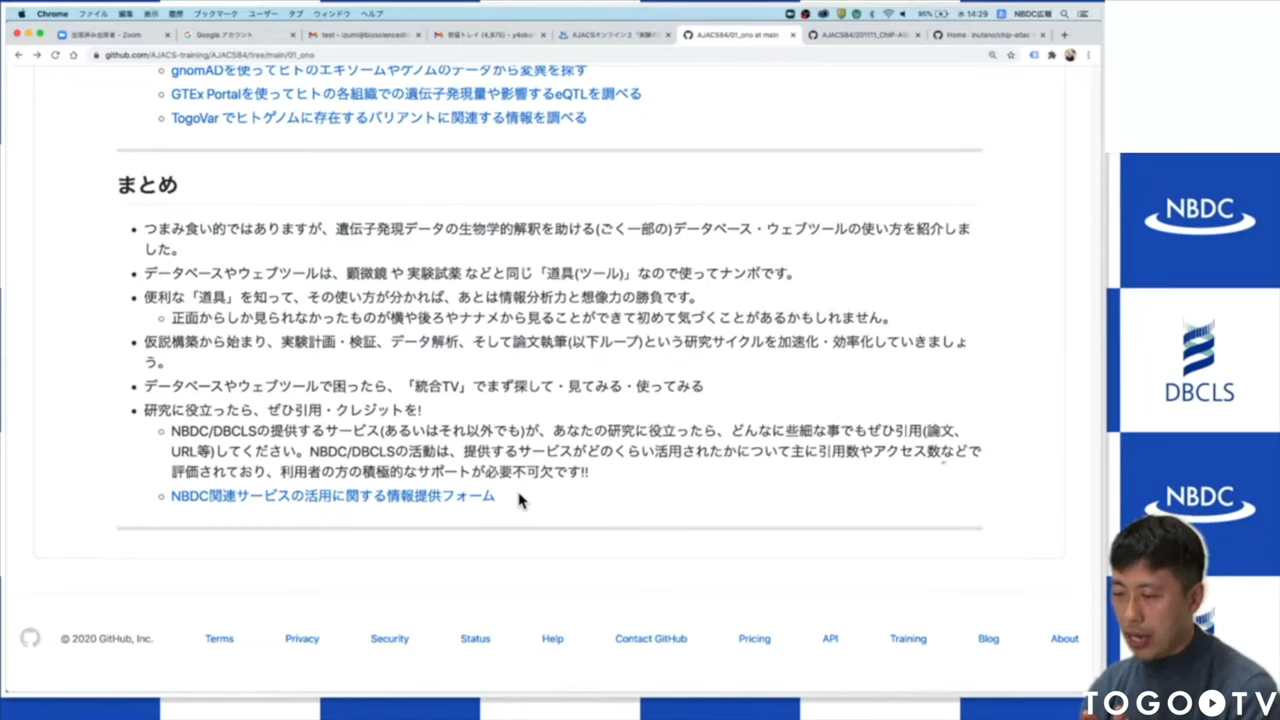 Chrome ファイル 編集 表示 履歴 ブックマーク ユーザー タブ ウィンドウ ヘルプ
95% 水 14:29 NBDC広報
Zoom Google アカウント AJACS84/01_ono at main
github.com/AJACS-training/AJACS84/tree/main/01_ono
gnomADを使ってヒトのエキソームやゲノムのデータから変異を探す
GTEx Portalを使ってヒトの各組織での遺伝子発現量や影響するeQTLを調べる
TogoVar でヒトゲノムに存在するバリアントに関連する情報を調べる
まとめ
つまみ食い的ではありますが、遺伝子発現データの生物学的解釈を助ける(ごく一部の)データベース・ウェブツールの使い方を紹介しま
した。
データベースやウェブツールは、顕微鏡 や 実験試薬 などと同じ「道具(ツール)」なので使ってナンボです。
便利な「道具」を知って、その使い方が分かれば、あとは情報分析力と想像力の勝負です。
正面からしか見られなかったものが横や後ろやナナメから見ることができて初めて気づくことがあるかもしれません。
仮説構築から始まり、実験計画・検証、データ解析、そして論文執筆(以下ループ)という研究サイクルを加速化・効率化していきましょ
う。
データベースやウェブツールで困ったら、「統合TV」でまず探して・見てみる・使ってみる
研究に役立ったら、ぜひ引用・クレジットを!
NBDC/DBCLSの提供するサービス(あるいはそれ以外でも)が、あなたの研究に役立ったら、どんなに些細な事でもぜひ引用(論文、
URL等)してください。NBDC/DBCLSの活動は、提供するサービスがどのくらい活用されたかについて主に引用数やアクセス数などで
評価されており、利用者の方の積極的なサポートが必要不可欠です!!
NBDC関連サービスの活用に関する情報提供フォーム
© 2020 GitHub, Inc. Terms Privacy Security Status Help Contact GitHub Pricing API Training Blog About
NBDC
DBCLS
NBDC
TOGO TV